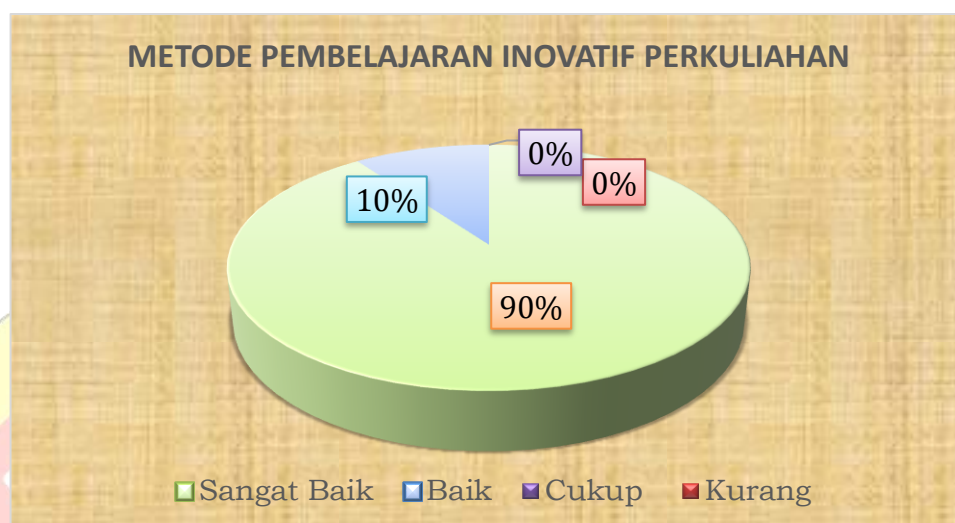 METODE PEMBELAJARAN INOVATIF PERKULIAHAN
0%
0%
10%
90%
Sangat Baik Baik Cukup Kurang